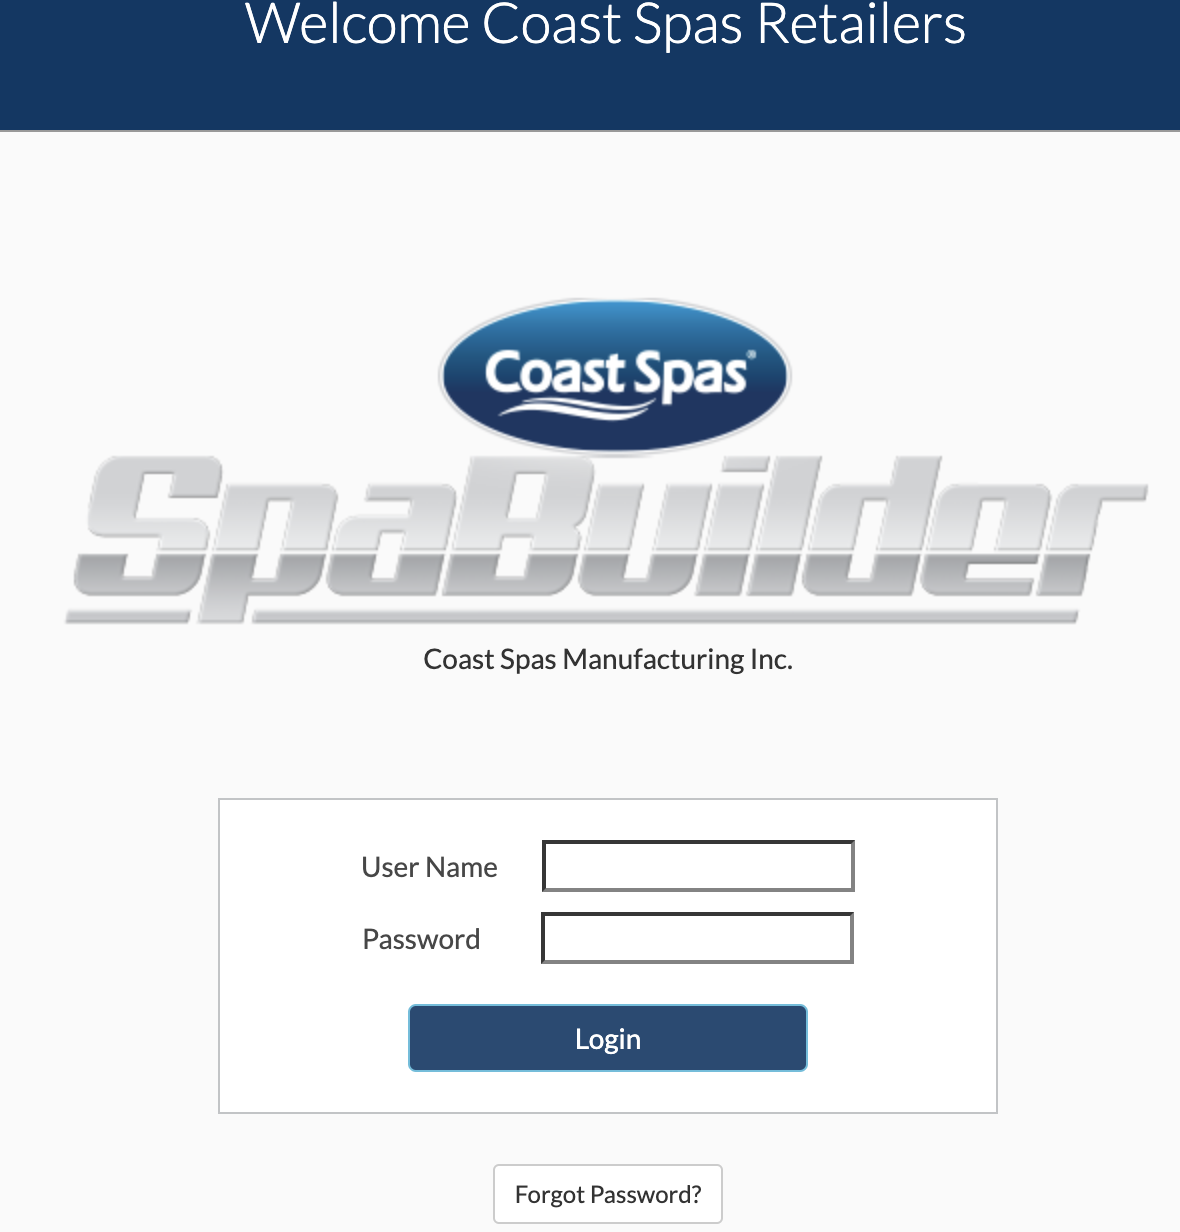 Welcome Coast Spas Retailers
Coast Spas®
SpaBuilder
Coast Spas Manufacturing Inc.
User Name
Password
Login
Forgot Password?